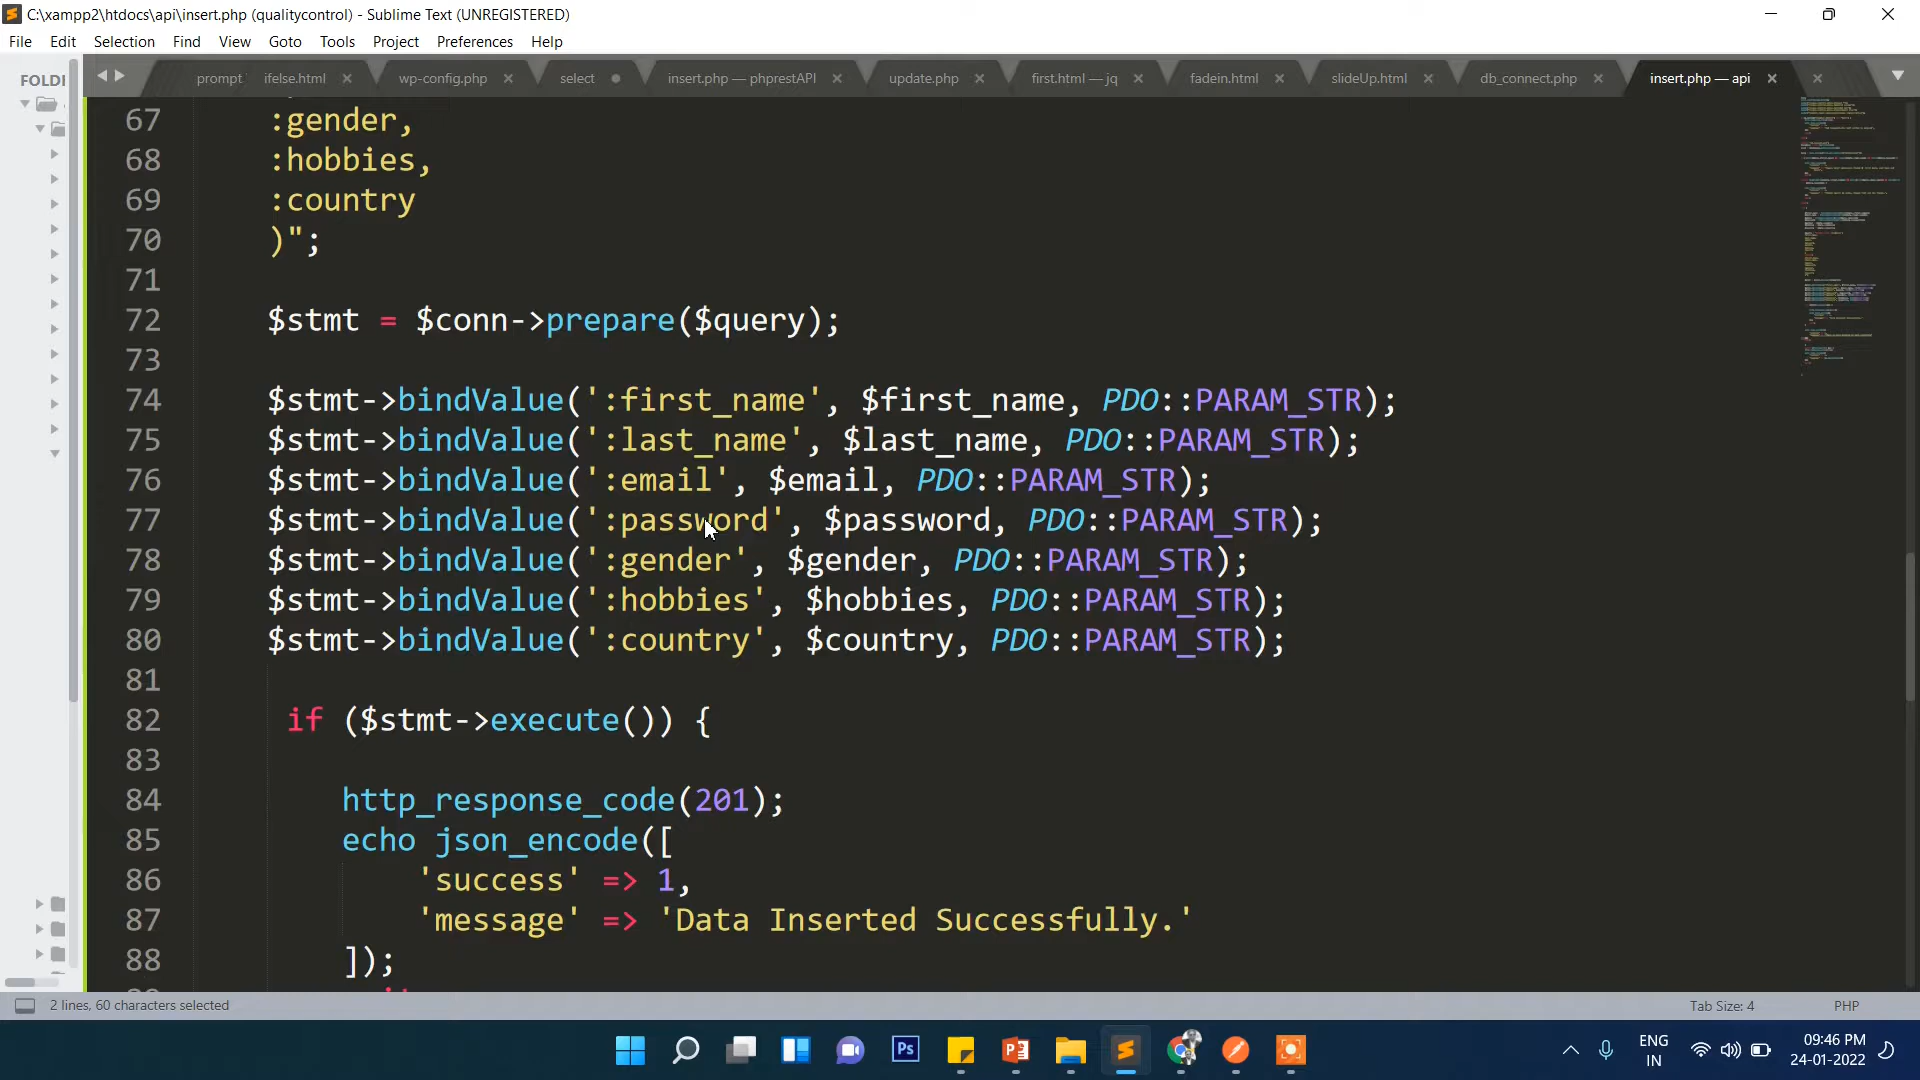 C:\xampp2\htdocs\api\insert.php (qualitycontrol) - Sublime Text (UNREGISTERED)
File Edit Selection Find View Goto Tools Project Preferences Help
FOLDI
prompt ifelse.html wp-config.php select insert.php — phprestAPI update.php first.html — jq fadein.html slideUp.html db_connect.php insert.php — api
67 :gender,
68 :hobbies,
69 :country
70 )";
71
72 $stmt = $conn->prepare($query);
73
74 $stmt->bindValue(':first_name', $first_name, PDO::PARAM_STR);
75 $stmt->bindValue(':last_name', $last_name, PDO::PARAM_STR);
76 $stmt->bindValue(':email', $email, PDO::PARAM_STR);
77 $stmt->bindValue(':password', $password, PDO::PARAM_STR);
78 $stmt->bindValue(':gender', $gender, PDO::PARAM_STR);
79 $stmt->bindValue(':hobbies', $hobbies, PDO::PARAM_STR);
80 $stmt->bindValue(':country', $country, PDO::PARAM_STR);
81
82 if ($stmt->execute()) {
83
84 http_response_code(201);
85 echo json_encode([
86 'success' => 1,
87 'message' => 'Data Inserted Successfully.'
88 ]);
2 lines, 60 characters selected Tab Size: 4 PHP
Ps
ENG
IN
09:46 PM
24-01-2022